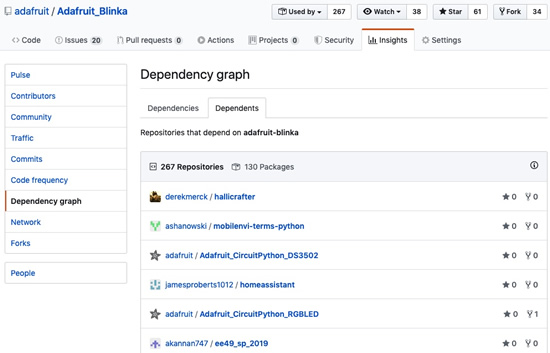 adafruit / Adafruit_Blinka
Used by 267 Watch 38 Star 61 Fork 34
Code Issues 20 Pull requests 0 Actions Projects 0 Security Insights Settings
Pulse
Contributors
Community
Traffic
Commits
Code frequency
Dependency graph
Network
Forks
People
Dependency graph
Dependencies Dependents
Repositories that depend on adafruit-blinka
267 Repositories 130 Packages
derekmerck / hallicrafter 0 0
ashanowski / mobilenvi-terms-python 0 0
adafruit / Adafruit_CircuitPython_DS3502 0 0
jamesproberts1012 / homeassistant 0 0
adafruit / Adafruit_CircuitPython_RGBLED 0 1
akannan747 / ee49_sp_2019 0 0